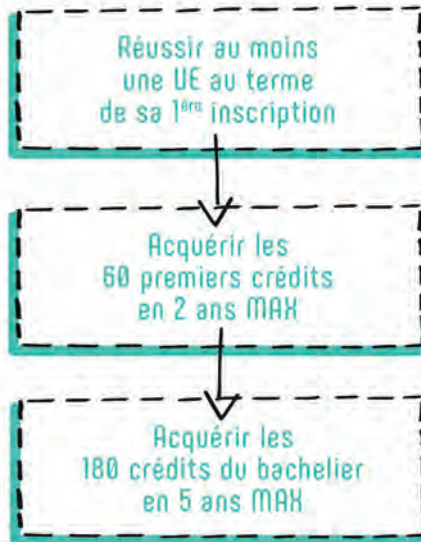 Réussir au moins
une UE au terme
de sa 1ère inscription
Acquérir les
60 premiers crédits
en 2 ans MAX
Acquérir les
180 crédits du bachelier
en 5 ans MAX